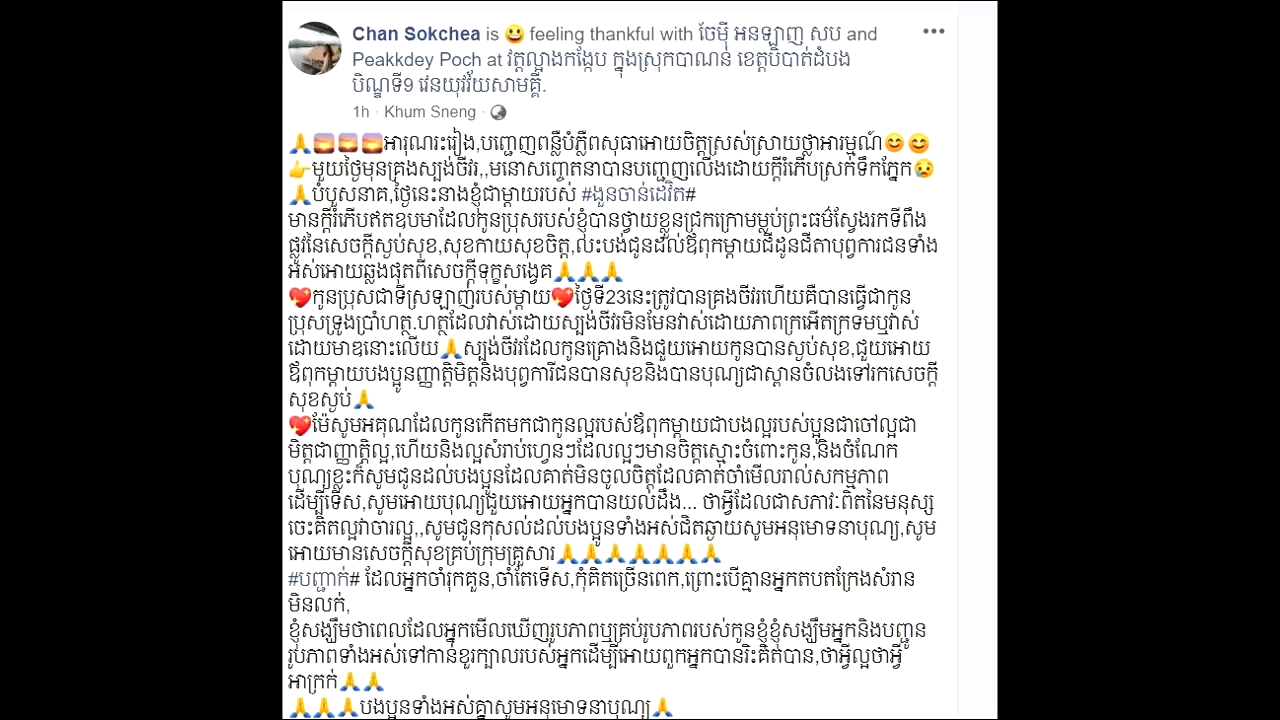 Chan Sokchea is 😀 feeling thankful with ចែម៉ី អនឡាញ សប and
Peakkdey Poch at វត្តល្អាងកង្កែប ក្នុងស្រុកបាណន់ ខេត្តបិបាត់ដំបង
បិណ្ឌទី9 វេនយុវវ័យសាមគ្គី.
1h · Khum Sneng ·
🙏🌅🌅🌅អារុណរះរៀង,បញ្ចេញពន្លឺបំភ្លឺពសុធាអោយចិត្តស្រស់ស្រាយថ្លាអារម្មណ៍😊😊
👉មួយថ្ងៃមុនគ្រងស្បង់ចីវរ,,មនោសញ្ចេតនាបានបញ្ចេញលើងដោយក្ដីរំភើបស្រក់ទឹកភ្នែក😥
🙏បំបួសនាគ,ថ្ងៃនេះនាងខ្ញុំជាម្ដាយរបស់ #ងួនចាន់ដេវិត#
មានក្ដីរំភើបឥតឧបមាដែលកូនប្រុសរបស់ខ្ញុំបានថ្វាយខ្លួនជ្រកក្រោមម្លប់ព្រះធម៌ស្វែងរកទីពឹង
ផ្លូវនៃសេចក្ដីស្ងប់សុខ,សុខកាយសុខចិត្ត,លះបង់ជូនដល់ឪពុកម្ដាយជីដូនជីតាបុព្វការជនទាំង
អស់អោយឆ្លងផុតពីសេចក្ដីទុក្ខសង្វេគ🙏🙏🙏
💖កូនប្រុសជាទីស្រឡាញ់របស់ម្ដាយ💖ថ្ងៃទី23នេះត្រូវបានគ្រងចីវរហើយគឺបានធ្វើជាកូន
ប្រុសទ្រូងប្រាំហត្ថ.ហត្ថដែលវាស់ដោយស្បង់ចីវរមិនមែនវាស់ដោយភាពក្រអើតក្រទមឬវាស់
ដោយមាឌនោះលើយ🙏ស្បង់ចីវរដែលកូនគ្រោងនិងជួយអោយកូនបានស្ងប់សុខ,ជួយអោយ
ឪពុកម្ដាយបងប្អូនញ្ញាត្តិមិត្តនិងបុព្វការីជនបានសុខនិងបានបុណ្យជាស្ពានចំលងទៅរកសេចក្ដី
សុខស្ងប់🙏
💖ម៉ែសូមអគុណដែលកូនកើតមកជាកូនល្អរបស់ឪពុកម្ដាយជាបងល្អរបស់ប្អូនជាចៅល្អជា
មិត្តជាញ្ញាត្តិល្អ,ហើយនិងល្អសំរាប់ហ្វេនៗដែលល្អៗមានចិត្តស្មោះចំពោះកូន,និងចំណែក
បុណ្យខ្លះក៏សូមជូនដល់បងប្អូនដែលគាត់មិនចូលចិត្តដែលគាត់ចាំមើលរាល់សកម្មភាព
ដើម្បីទិស,សូមអោយបុណ្យជួយអោយអ្នកបានយល់ដឹង... ថាអ្វីដែលជាសភាវៈពិតនៃមនុស្ស
ចេះគិតល្អវាចារល្អ,,សូមជូនកុសល់ដល់បងប្អូនទាំងអស់ជិតឆ្ងាយសូមអនុមោទនាបុណ្យ,សូម
អោយមានសេចក្ដីសុខគ្រប់ក្រុមគ្រួសារ🙏🙏🙏🙏🙏🙏🙏
#បញ្ជាក់# ដែលអ្នកចាំរុកគួន,ចាំតែទើស,កុំគិតច្រើនពេក,ព្រោះបើគ្មានអ្នកតបតក្រែងសំរាន
មិនលក់,
ខ្ញុំសង្ឃឹមថាពេលដែលអ្នកមើលឃើញរូបភាពឬគ្រប់រូបភាពរបស់កូនខ្ញុំខ្ញុំសង្ឃឹមអ្នកនិងបញ្ជូន
រូបភាពទាំងអស់ទៅកាន់ខួរក្បាលរបស់អ្នកដើម្បីអោយពួកអ្នកបានរិះគិតបាន,ថាអ្វីល្អថាអ្វី
អាក្រក់🙏🙏
🙏🙏🙏បងប្អូនទាំងអស់គ្នាសូមអនុមោទនាបុណ្យ🙏